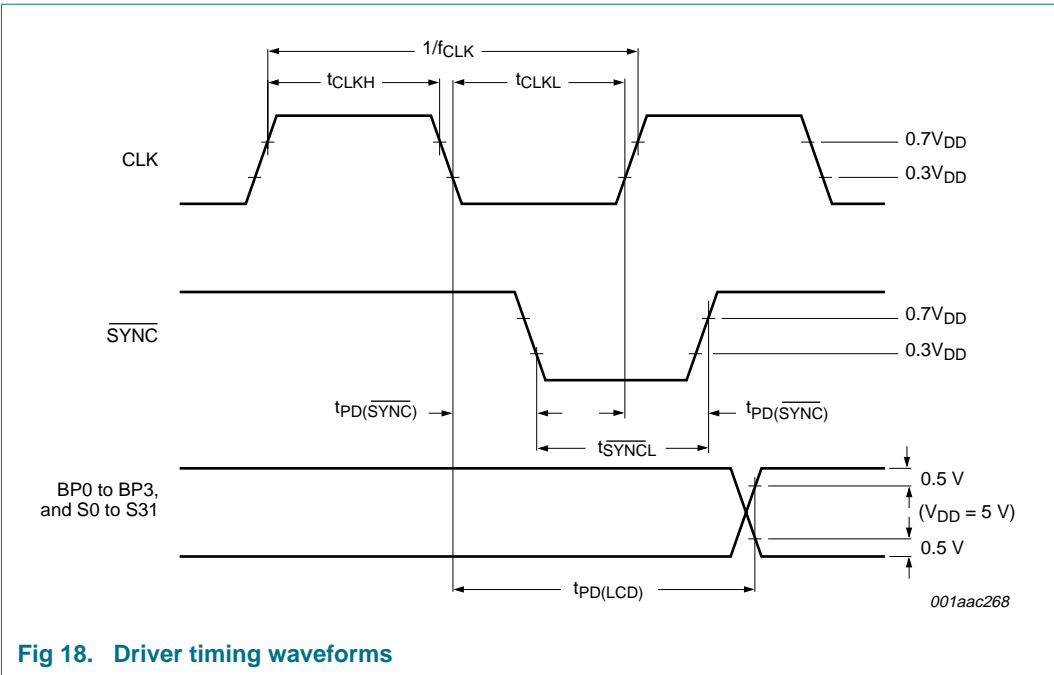 1/fCLK
tCLKH
tCLKL
0.7VDD
CLK
0.3VDD
0.7VDD
SYNC
0.3VDD
tPD(SYNC)
tPD(SYNC)
tSYNCL
BP0 to BP3,
and S0 to S31
0.5 V
(VDD = 5 V)
0.5 V
tPD(LCD)
001aac268
Fig 18. Driver timing waveforms